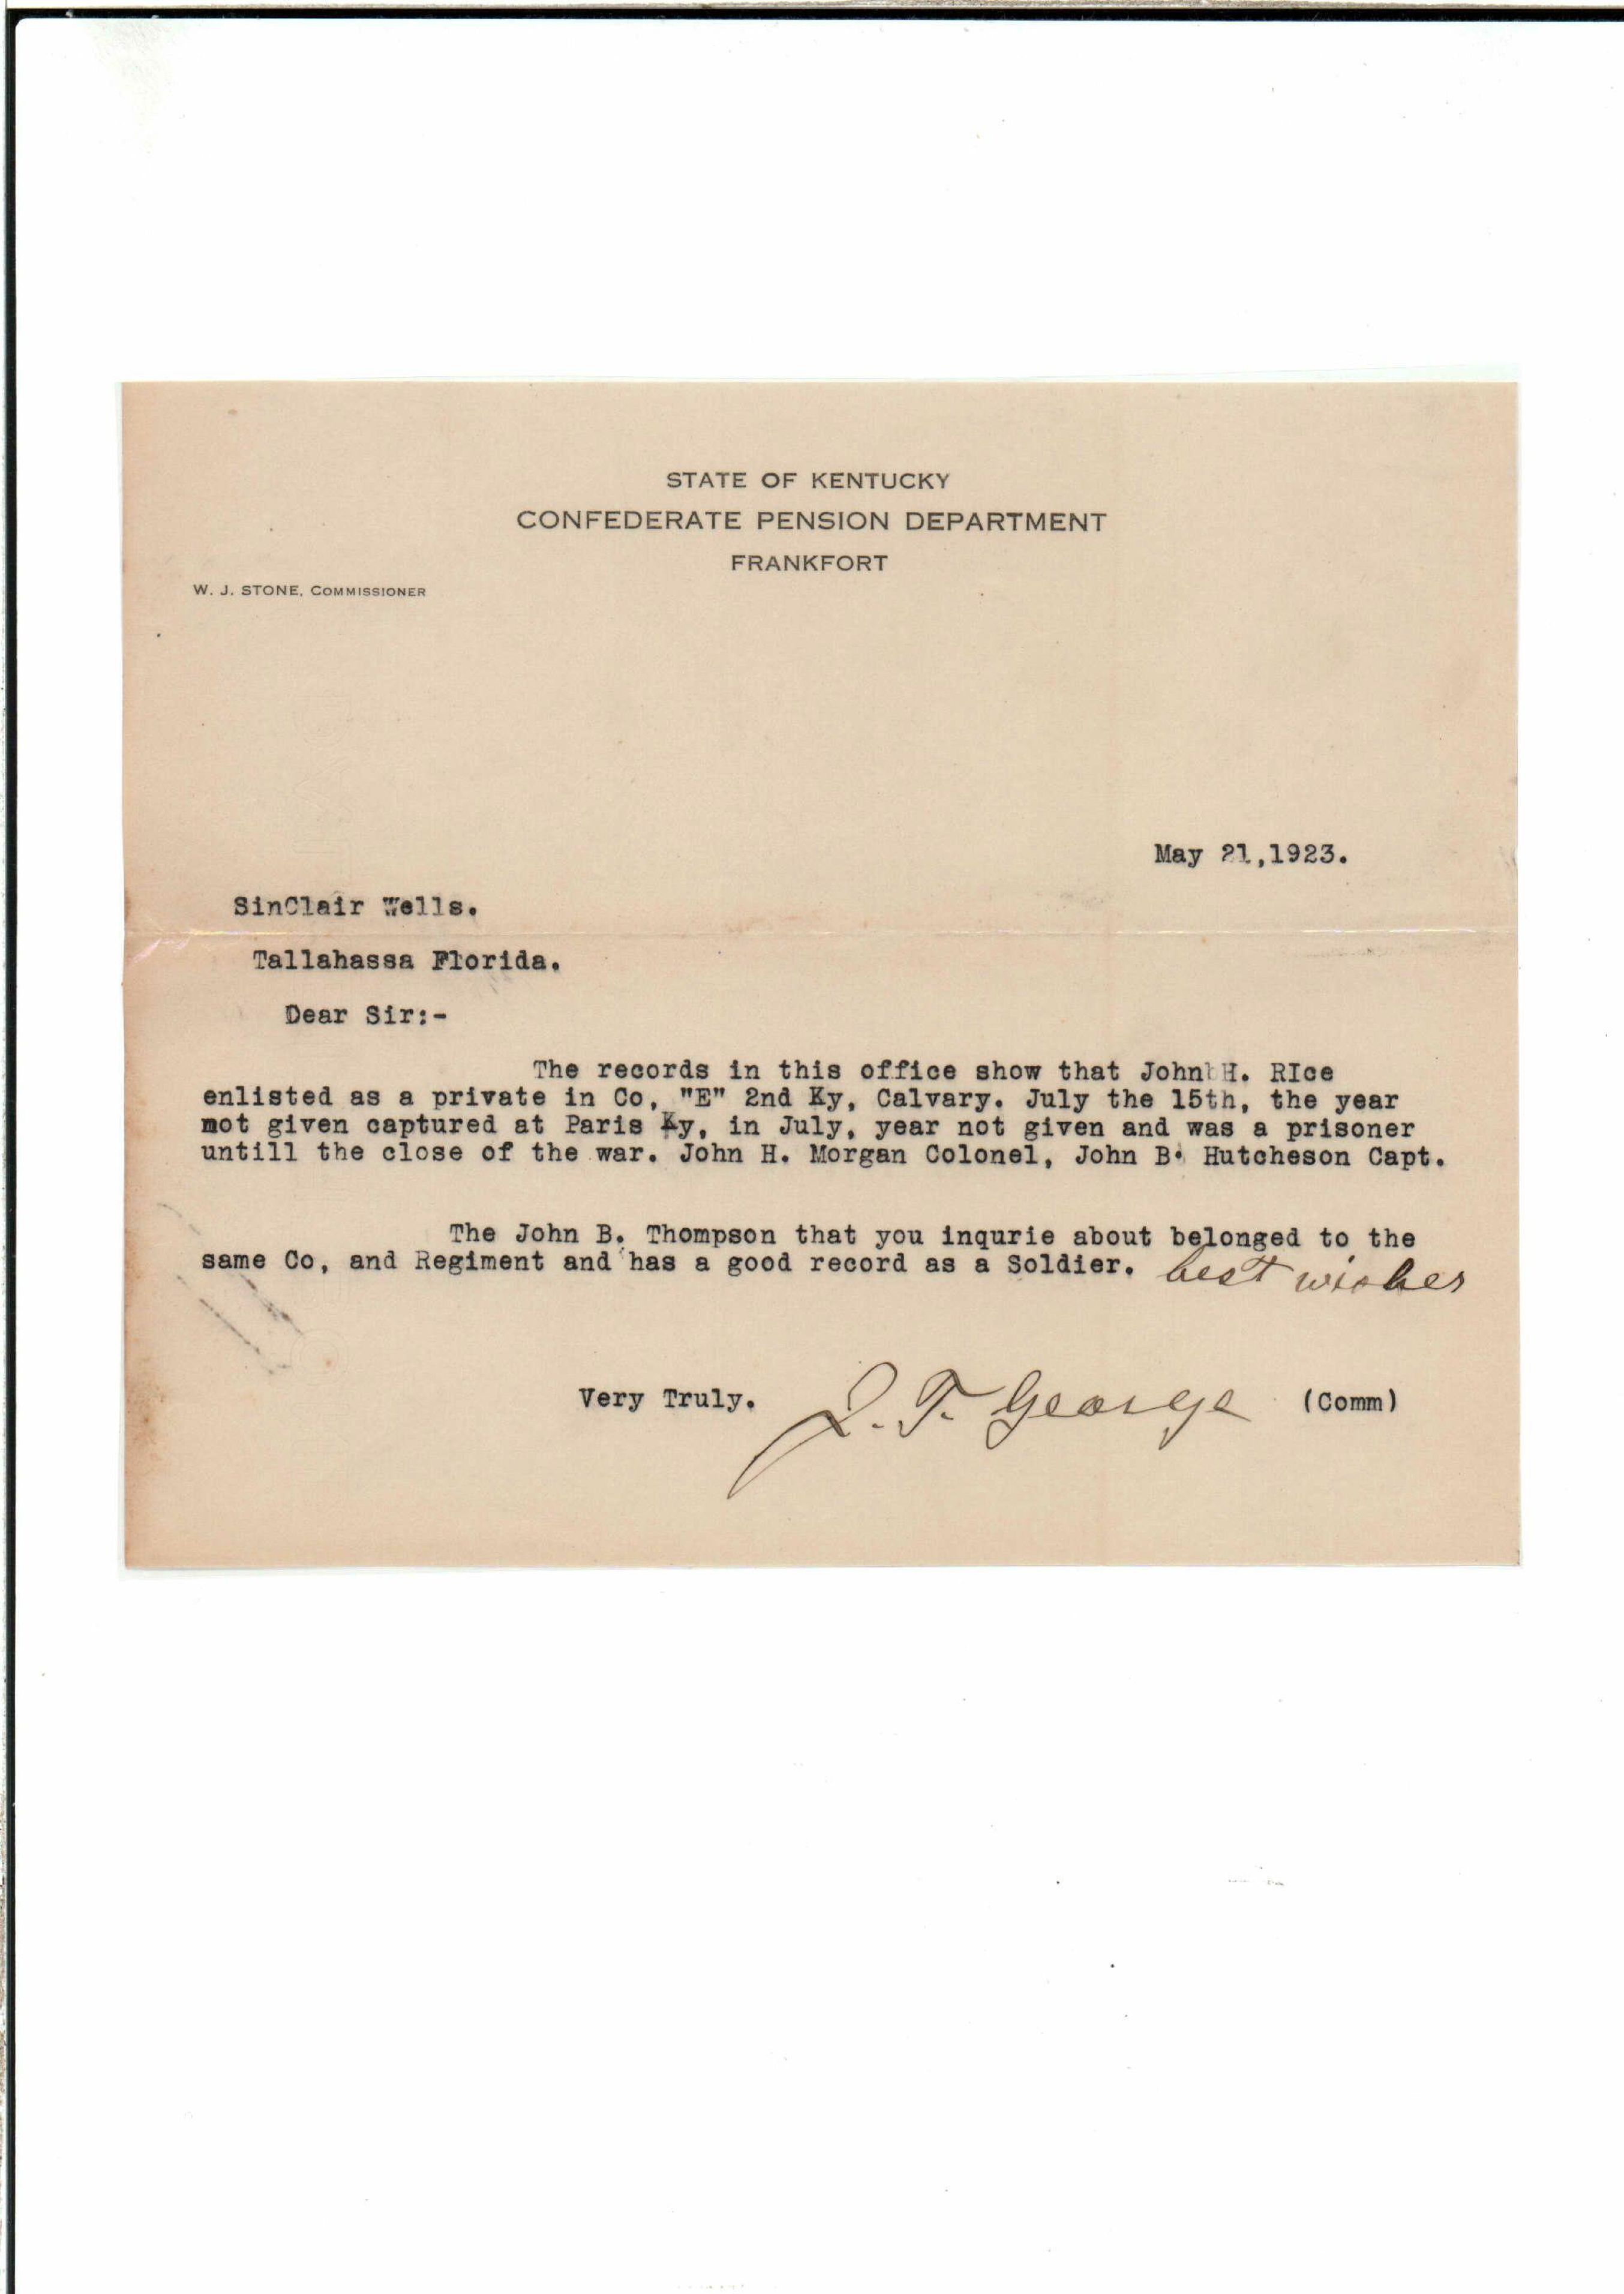 STATE OF KENTUCKY
CONFEDERATE PENSION DEPARTMENT
FRANKFORT
W. J. STONE, COMMISSIONER
May 21,1923.
SinClair Wells.
Tallahassa Florida.
Dear Sir:-
The records in this office show that John H. RIce
enlisted as a private in Co, "E" 2nd Ky, Calvary. July the 15th, the year
not given captured at Paris Ky, in July, year not given and was a prisoner
untill the close of the war. John H. Morgan Colonel, John B. Hutcheson Capt.
The John B. Thompson that you inqurie about belonged to the
same Co, and Regiment and has a good record as a Soldier. best wishes
Very Truly. J. T. George (Comm)